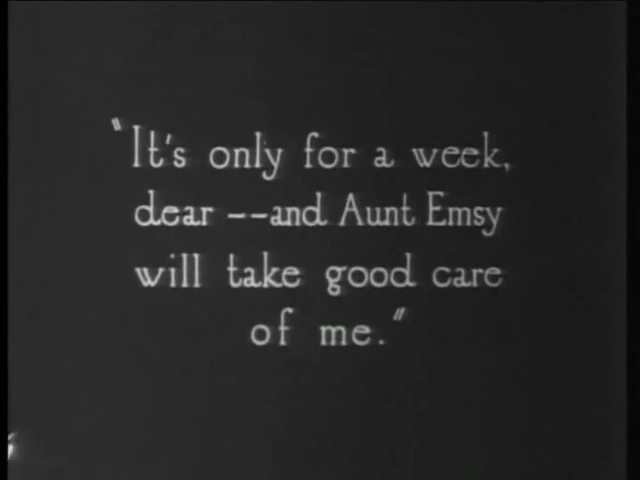 "It's only for a week,
dear --and Aunt Emsy
will take good care
of me."